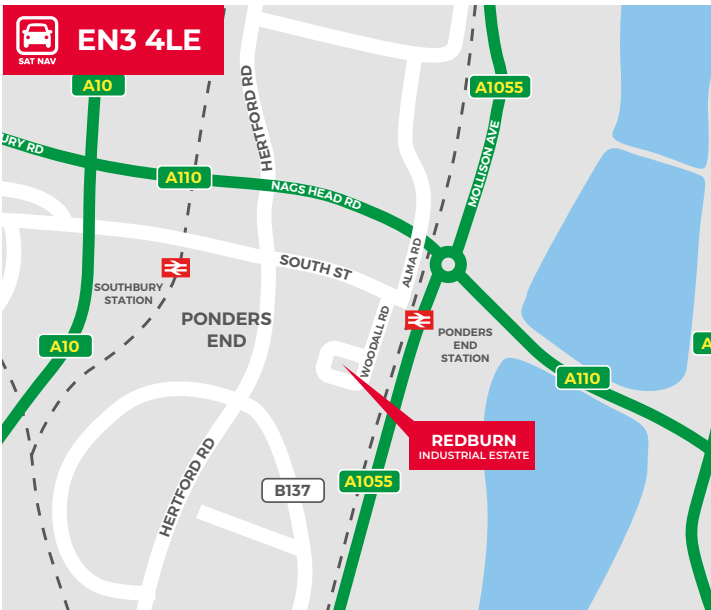 EN3 4LE
SAT NAV
A10
A1055
HERTFORD RD
MOLLISON AVE
URY RD
A110
NAGS HEAD RD
SOUTH ST
ALMA RD
SOUTHBURY
STATION
PONDERS
END
WOODALL RD
PONDERS
END
STATION
A10
A
A110
REDBURN
INDUSTRIAL ESTATE
HERTFORD RD
B137
A1055